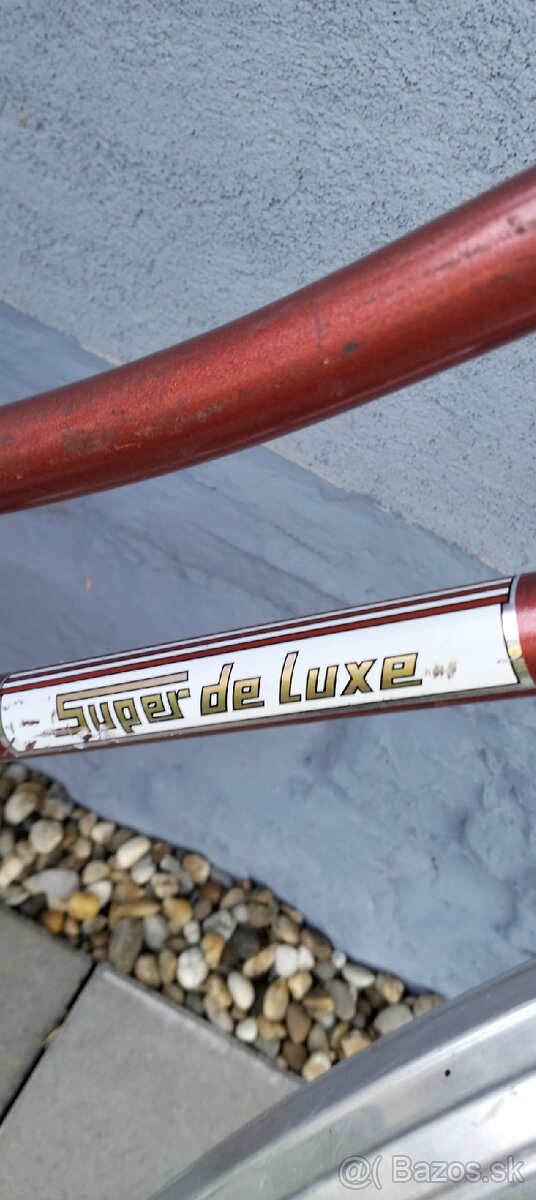 Super de Luxe
@( Bazos.sk